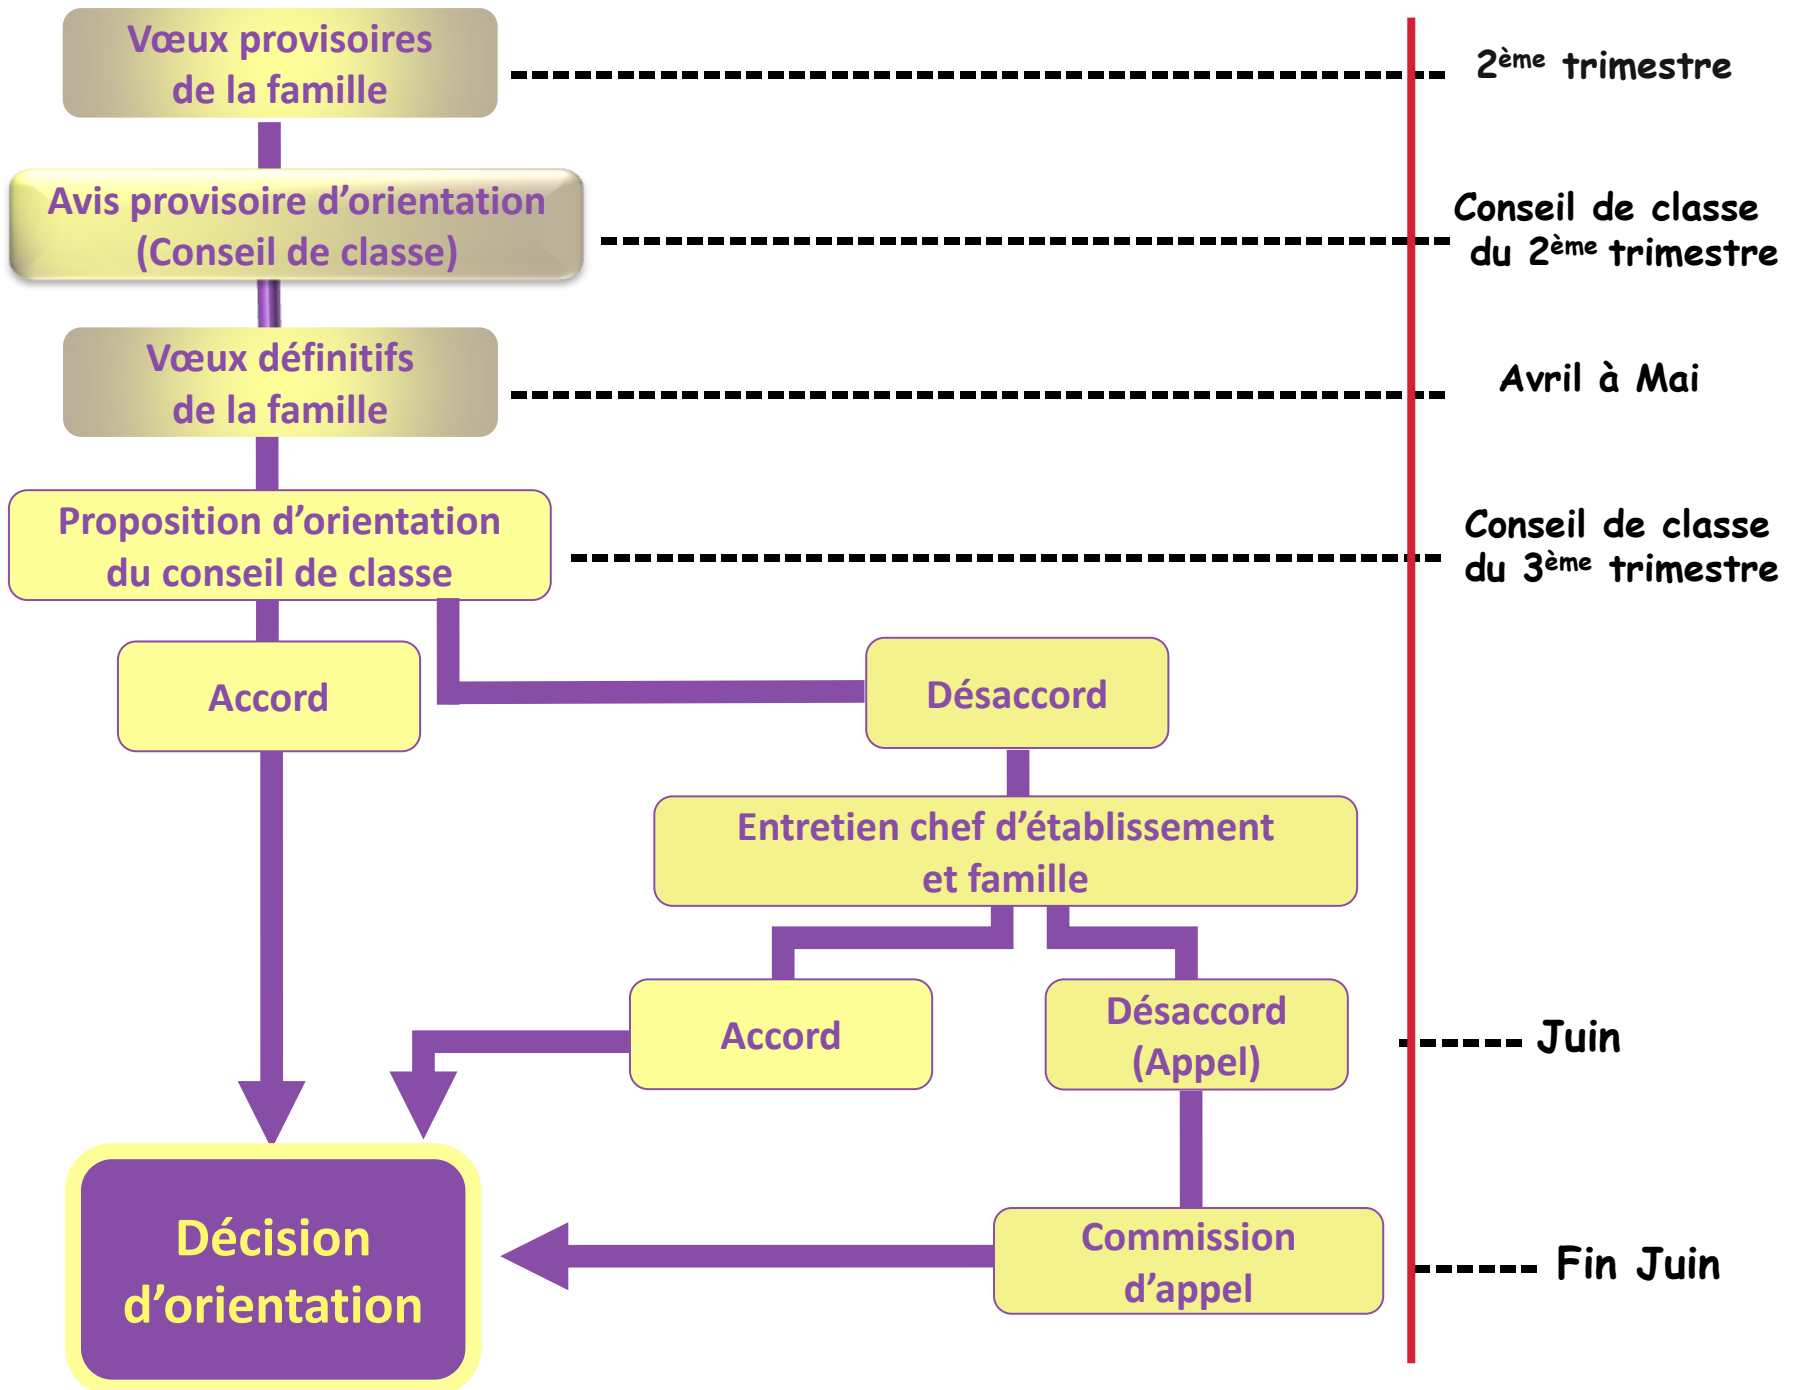 Vœux provisoires
de la famille
2ème trimestre
Avis provisoire d’orientation
(Conseil de classe)
Conseil de classe
du 2ème trimestre
Vœux définitifs
de la famille
Avril à Mai
Proposition d’orientation
du conseil de classe
Conseil de classe
du 3ème trimestre
Accord
Désaccord
Entretien chef d’établissement
et famille
Accord
Désaccord
(Appel)
Juin
Décision
d’orientation
Commission
d’appel
Fin Juin